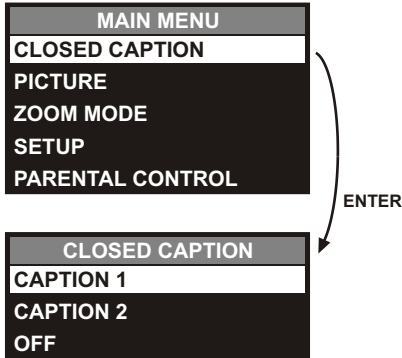 MAIN MENU
CLOSED CAPTION
PICTURE
ZOOM MODE
SETUP
PARENTAL CONTROL
ENTER
CLOSED CAPTION
CAPTION 1
CAPTION 2
OFF